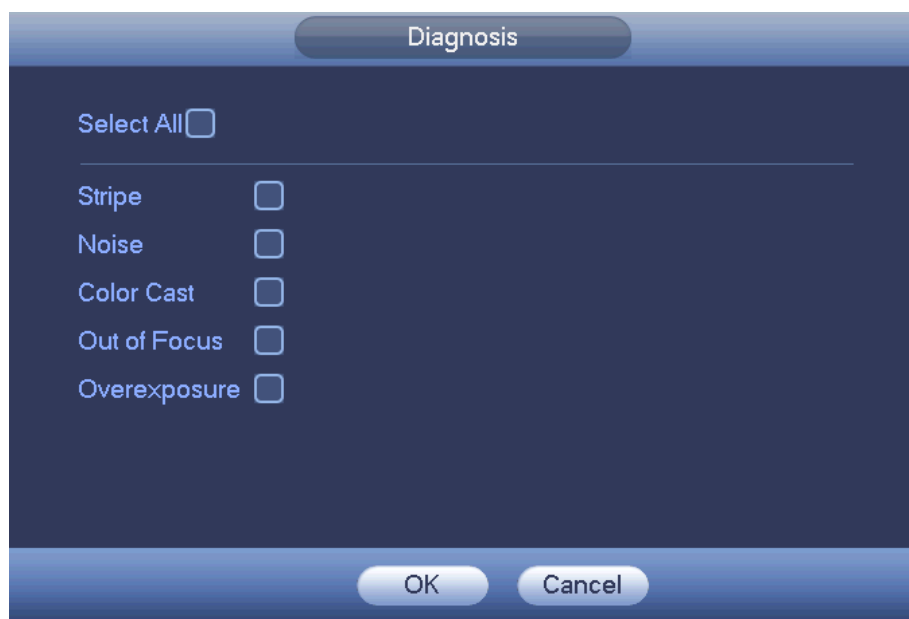 Diagnosis
Select All
Stripe
Noise
Color Cast
Out of Focus
Overexposure
OK Cancel